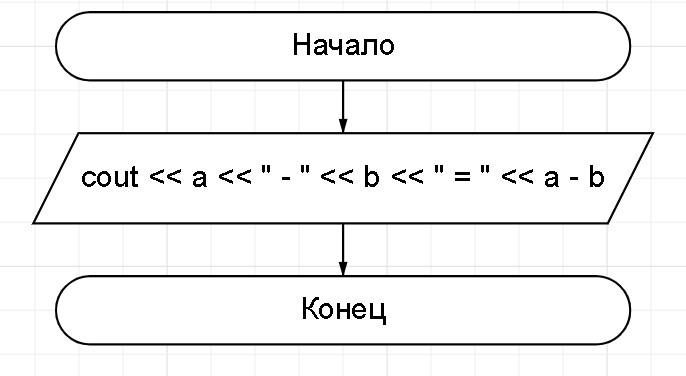 Начало
cout << a << " - " << b << " = " << a - b
Конец